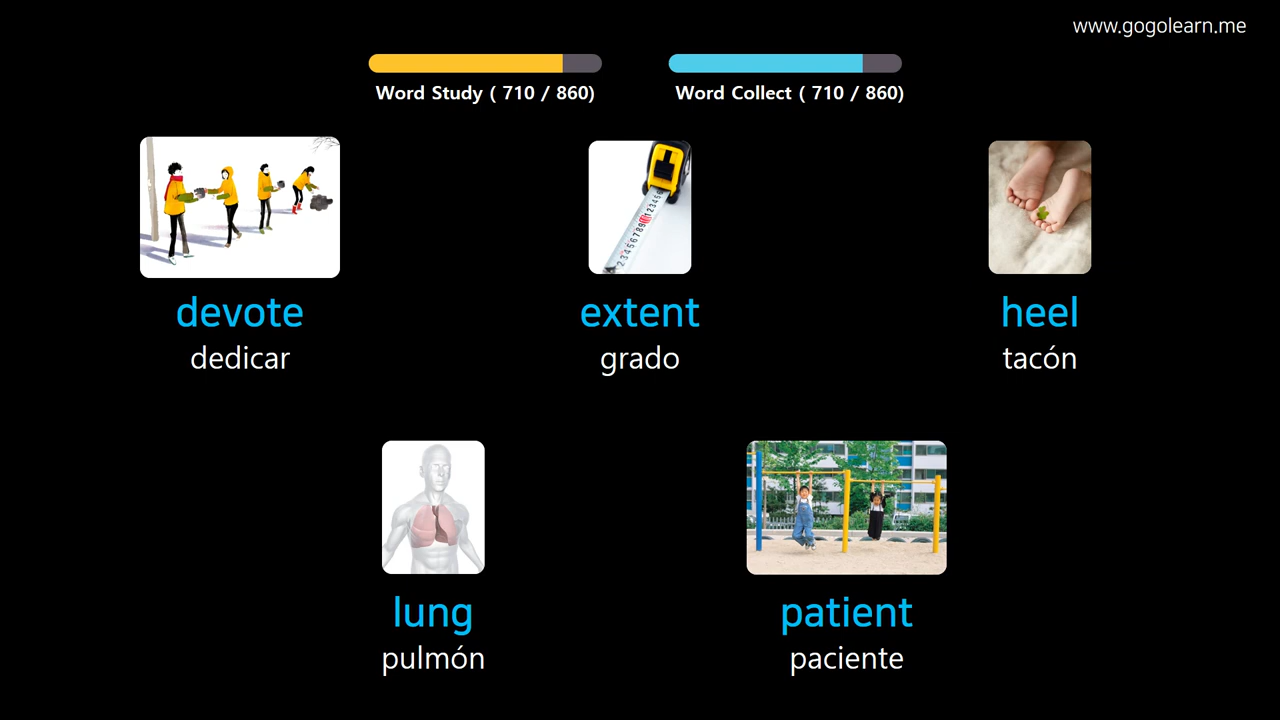 www.gogolearn.me
Word Study ( 710 / 860)
Word Collect ( 710 / 860)
devote
dedicar
extent
grado
heel
tacón
lung
pulmón
patient
paciente